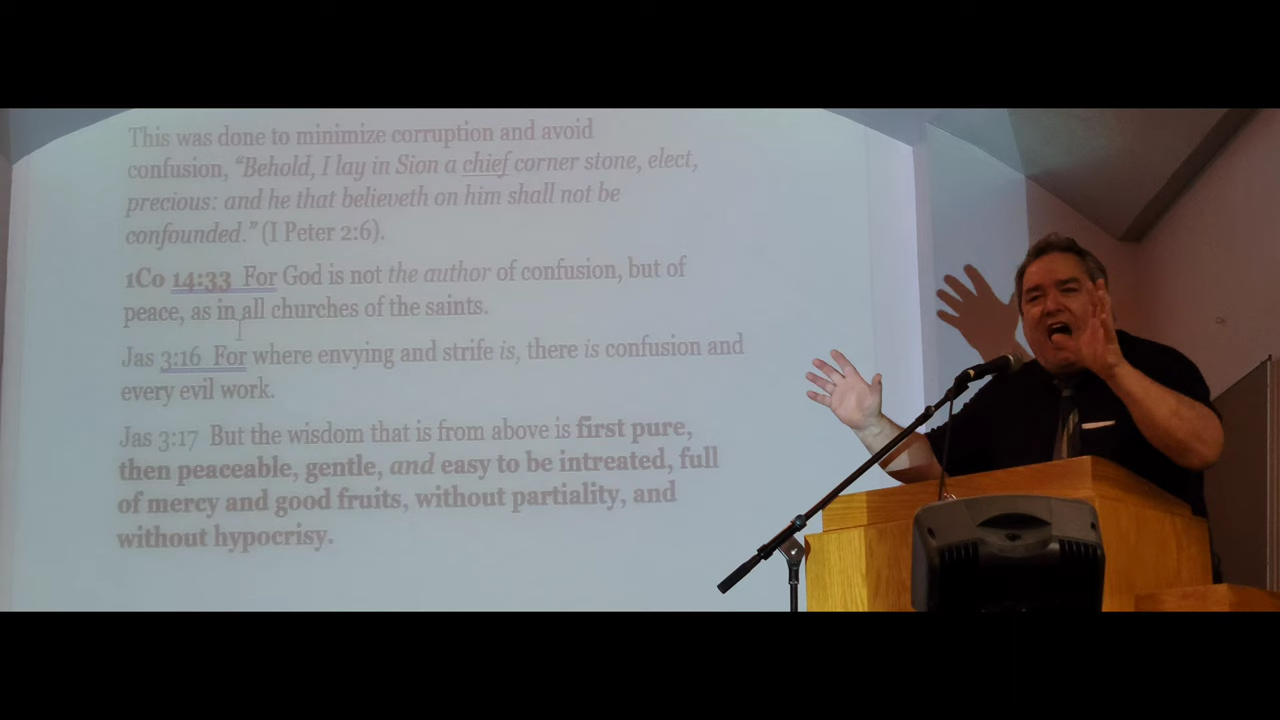 This was done to minimize corruption and avoid
confusion, “Behold, I lay in Sion a chief corner stone, elect,
precious: and he that believeth on him shall not be
confounded.” (I Peter 2:6).
1Co 14:33 For God is not the author of confusion, but of
peace, as in all churches of the saints.
Jas 3:16 For where envying and strife is, there is confusion and
every evil work.
Jas 3:17 But the wisdom that is from above is first pure,
then peaceable, gentle, and easy to be intreated, full
of mercy and good fruits, without partiality, and
without hypocrisy.